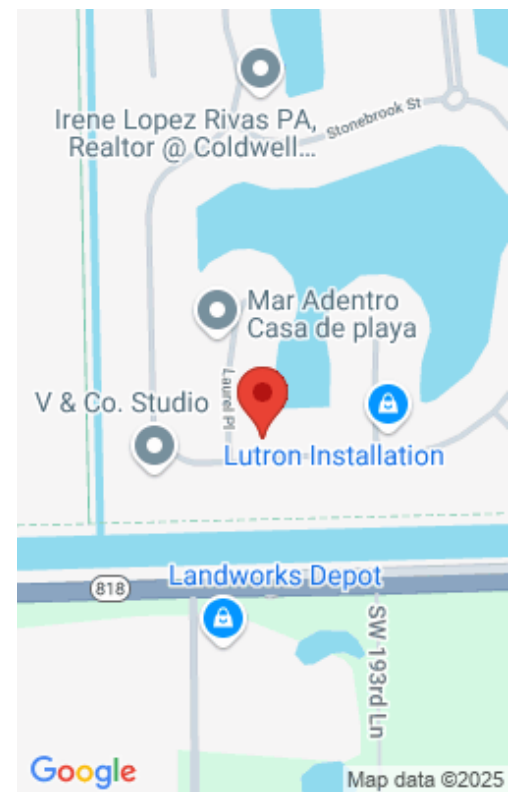 Irene Lopez Rivas PA,
Realtor @ Coldwell...
Stonebrook St
Mar Adentro
Casa de playa
Laurel Pl
V & Co. Studio
Lutron Installation
818
Landworks Depot
SW 193rd Ln
Google
Map data ©2025